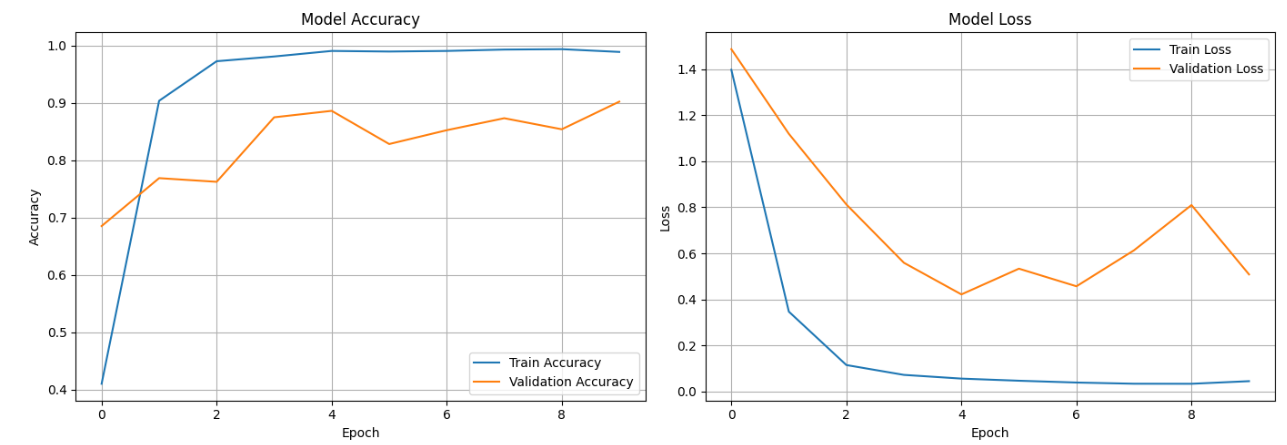 Model Accuracy
1.0
0.9
0.8
0.7
0.6
0.5
0.4
Accuracy
0 2 4 6 8
Epoch
Train Accuracy
Validation Accuracy
Model Loss
1.4
1.2
1.0
0.8
0.6
0.4
0.2
0.0
Loss
0 2 4 6 8
Epoch
Train Loss
Validation Loss